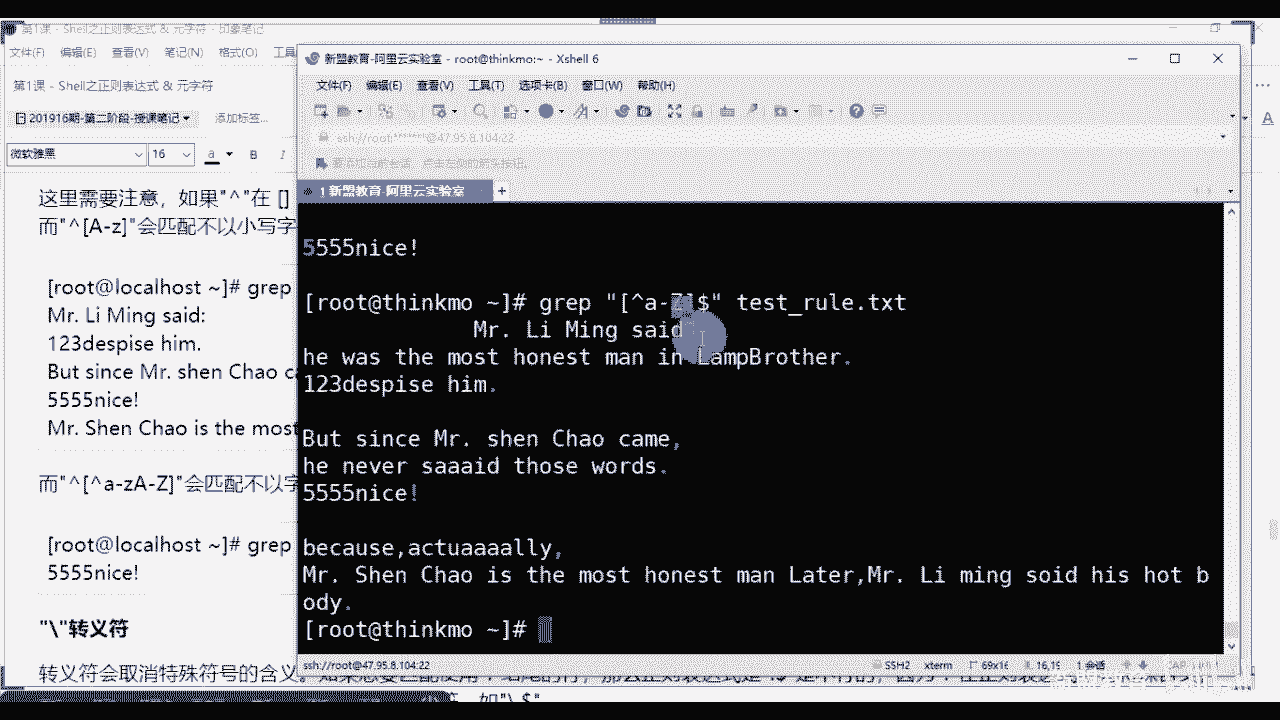 第1课 - Shell之正则表达式 & 元字符 - 印象笔记
文件(F) 编辑(E) 查看(V) 笔记(N) 格式(O) 工具
第1课 - Shell之正则表达式 & 元字符
201916期-第二阶段-授课笔记 添加标签...
微软雅黑 16 a B I
这里需要注意，如果"^"在 []
而"^[A-z]"会匹配不以小写字
[root@localhost ~]# grep
Mr. Li Ming said:
123despise him.
But since Mr. shen Chao c
5555nice!
Mr. Shen Chao is the most
而"^[^a-zA-Z]"会匹配不以字
[root@localhost ~]# grep
5555nice!
"\"转义符
转义符会取消特殊符号的含义。
新盟教育-阿里云实验室 - root@thinkmo:~ - Xshell 6
文件(F) 编辑(E) 查看(V) 工具(T) 选项卡(B) 窗口(W) 帮助(H)
ssh://root:*******@47.95.8.104:22
1 新盟教育-阿里云实验室
5555nice!
[root@thinkmo ~]# grep "[^a-Z]$" test_rule.txt
Mr. Li Ming said
he was the most honest man in LampBrother.
123despise him.
But since Mr. shen Chao came,
he never saaaid those words.
5555nice!
because,actuaaaally,
Mr. Shen Chao is the most honest man Later,Mr. Li ming soid his hot b
ody.
[root@thinkmo ~]#
ssh://root@47.95.8.104:22 SSH2 xterm 69x16 16,19 1 会话